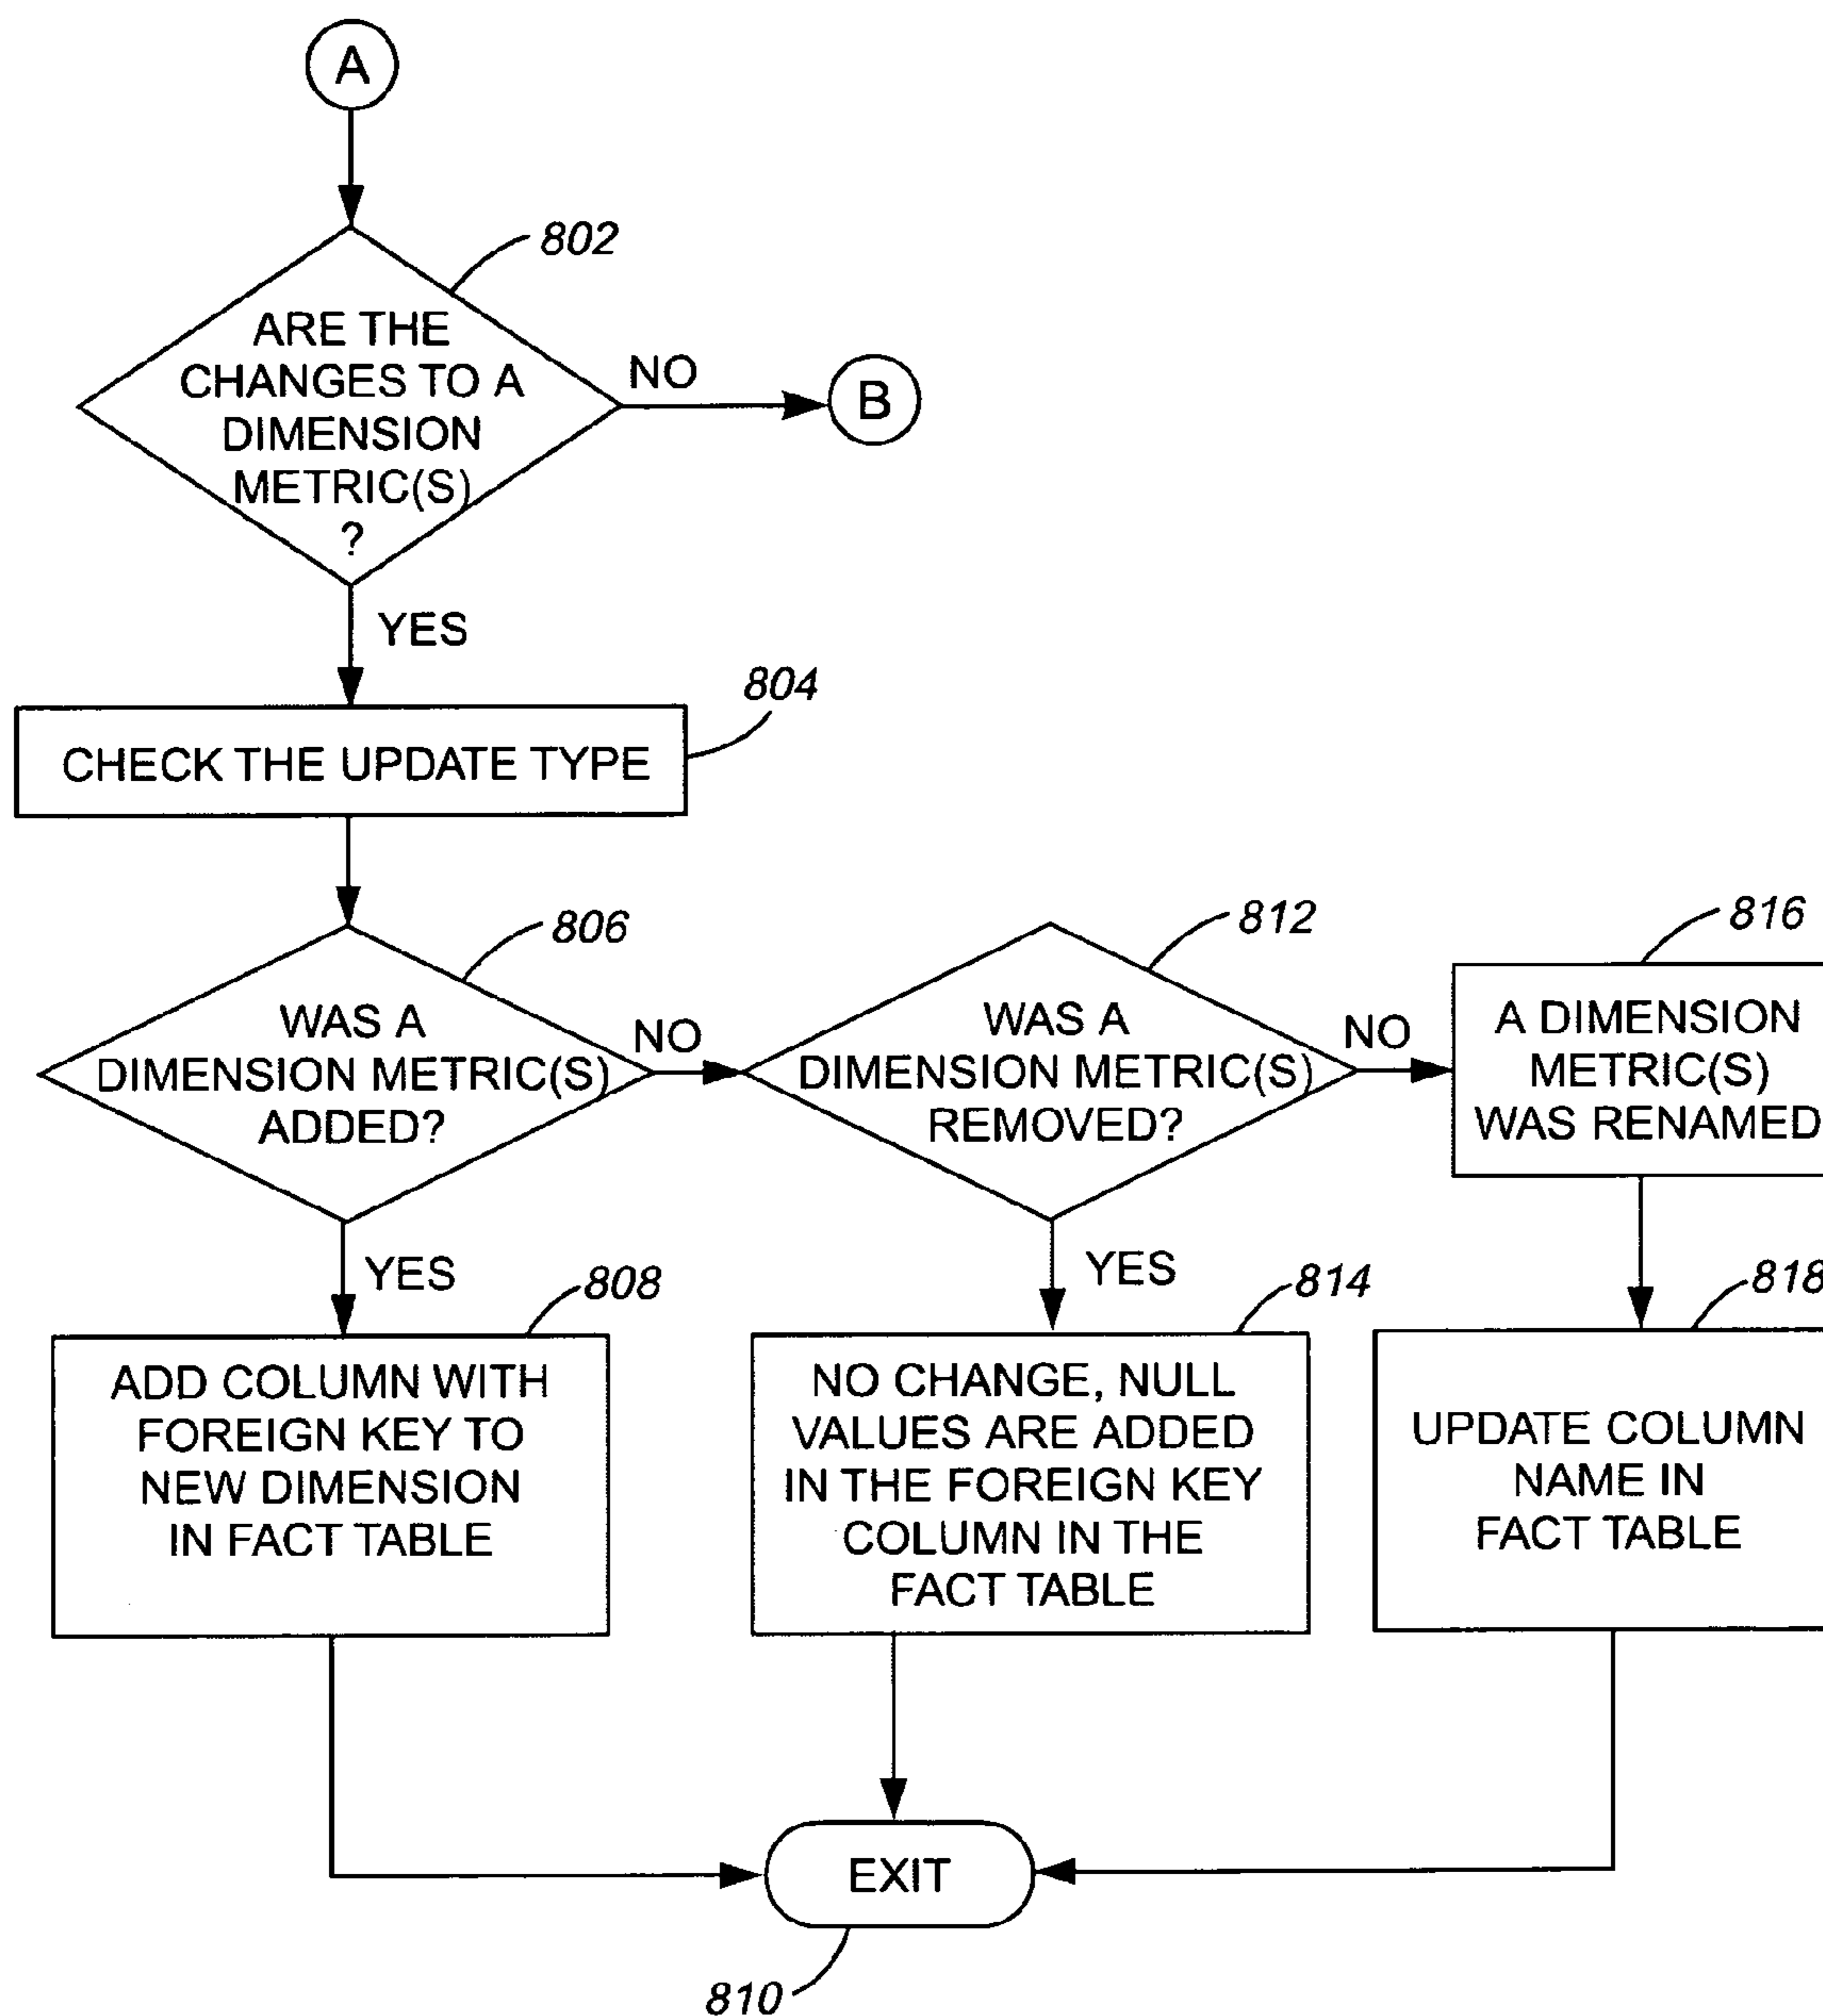 A
802
ARE THE
CHANGES TO A
DIMENSION
METRIC(S)
?
NO
B
YES
804
CHECK THE UPDATE TYPE
806
WAS A
DIMENSION METRIC(S)
ADDED?
NO
812
WAS A
DIMENSION METRIC(S)
REMOVED?
NO
816
A DIMENSION
METRIC(S)
WAS RENAMED
YES
808
ADD COLUMN WITH
FOREIGN KEY TO
NEW DIMENSION
IN FACT TABLE
YES
814
NO CHANGE, NULL
VALUES ARE ADDED
IN THE FOREIGN KEY
COLUMN IN THE
FACT TABLE
818
UPDATE COLUMN
NAME IN
FACT TABLE
EXIT
810